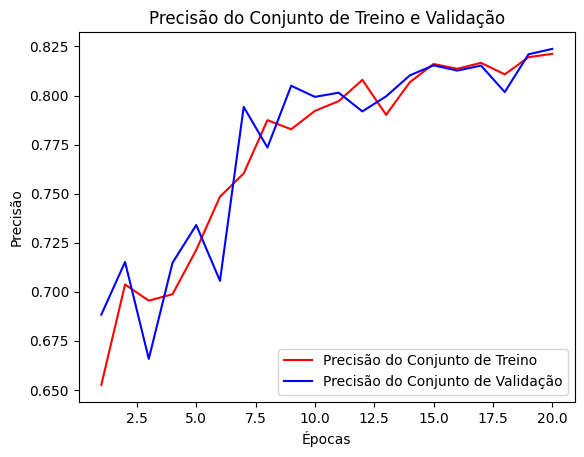 Precisão do Conjunto de Treino e Validação
0.825
0.800
0.775
0.750
0.725
0.700
0.675
0.650
Precisão
Precisão do Conjunto de Treino
Precisão do Conjunto de Validação
2.5 5.0 7.5 10.0 12.5 15.0 17.5 20.0
Épocas